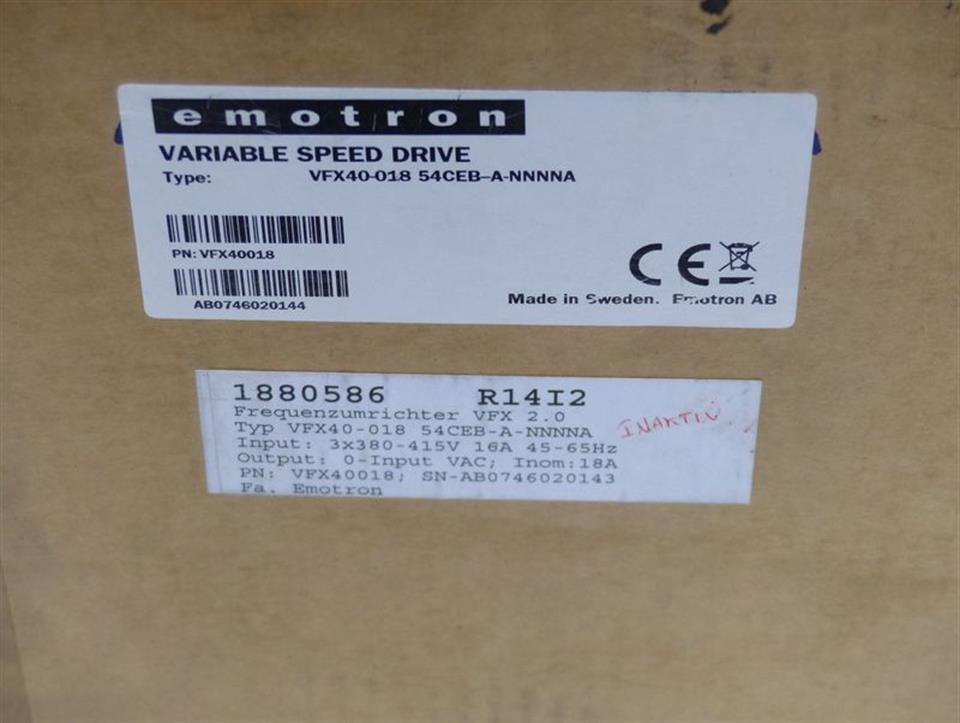 emotron
VARIABLE SPEED DRIVE
Type: VFX40-018 54CEB-A-NNNNA
PN: VFX40018
AB0746020144
CE
Made in Sweden. Emotron AB
1880586 R14I2
Frequenzumrichter VFX 2.0
Typ VFX40-018 54CEB-A-NNNNA
INAKTIV
Input: 3x380-415V 16A 45-65Hz
Output: 0-Input VAC; Inom:18A
PN: VFX40018; SN-AB0746020143
Fa. Emotron